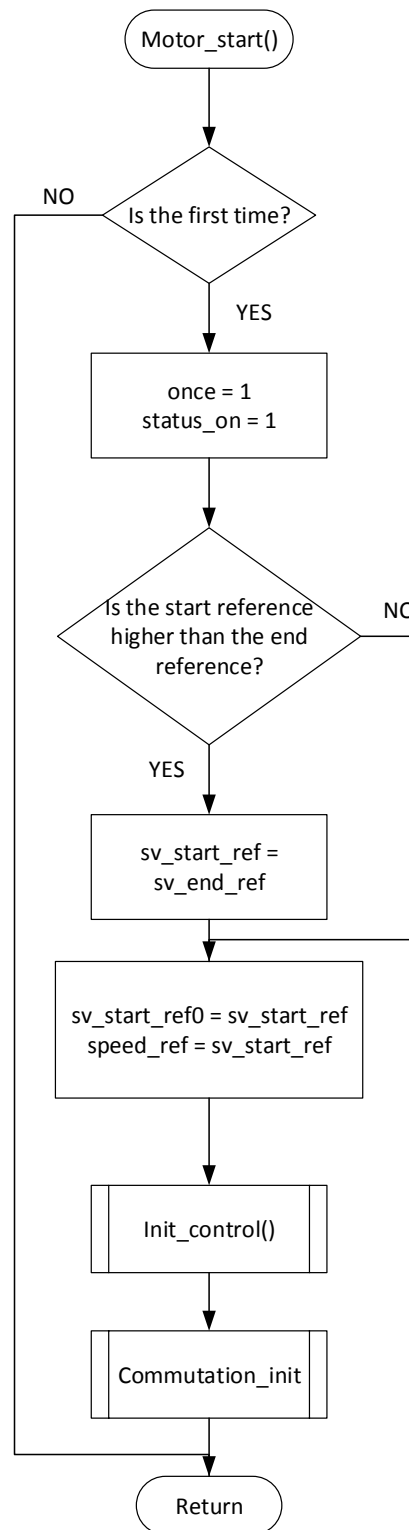 Motor_start()
NO
Is the first time?
YES
once = 1
status_on = 1
Is the start reference
higher than the end
reference?
NO
YES
sv_start_ref =
sv_end_ref
sv_start_ref0 = sv_start_ref
speed_ref = sv_start_ref
Init_control()
Commutation_init
Return